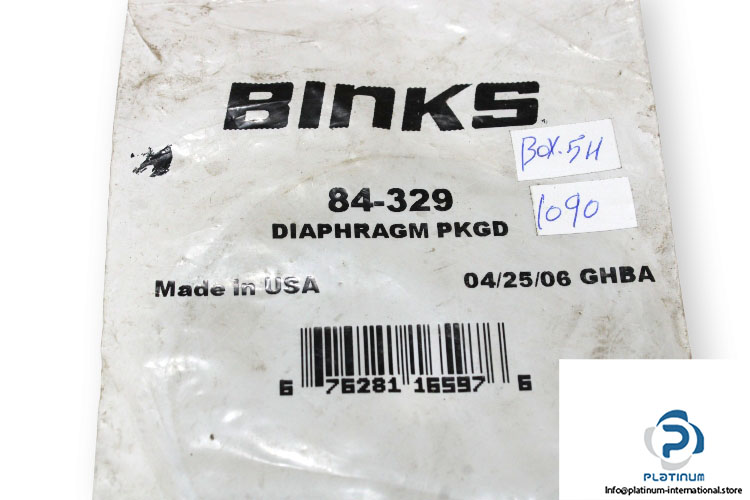 BINKS
BOX.5H
84-329
1090
DIAPHRAGM PKGD
Made in USA
04/25/06 GHBA
6 76281 16597 6
PLATINUM
Info@platinum-international.store